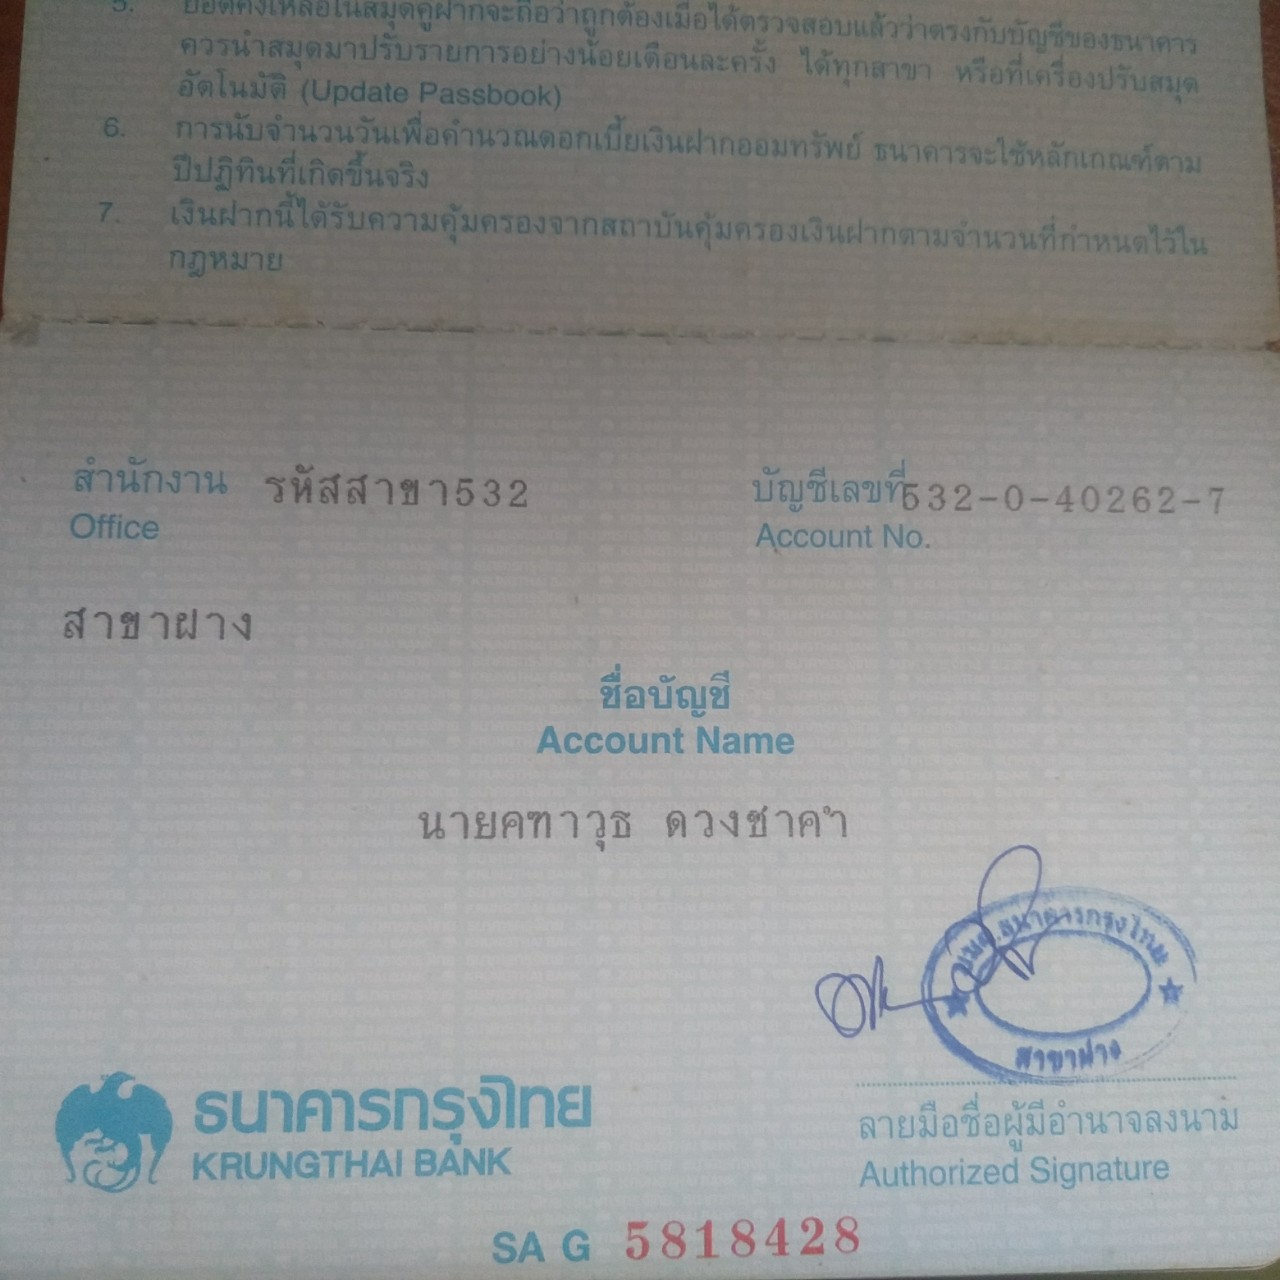 5. ยอดคงเหลือในสมุดคู่ฝากจะถือว่าถูกต้องเมื่อได้ตรวจสอบแล้วว่าตรงกับบัญชีของธนาคาร
ควรนำสมุดมาปรับรายการอย่างน้อยเดือนละครั้ง ได้ทุกสาขา หรือที่เครื่องปรับสมุด
อัตโนมัติ (Update Passbook)
6. การนับจำนวนวันเพื่อคำนวณดอกเบี้ยเงินฝากออมทรัพย์ ธนาคารจะใช้หลักเกณฑ์ตาม
ปีปฏิทินที่เกิดขึ้นจริง
7. เงินฝากนี้ได้รับความคุ้มครองจากสถาบันคุ้มครองเงินฝากตามจำนวนที่กำหนดไว้ใน
กฎหมาย
สำนักงาน รหัสสาขา532 บัญชีเลขที่ 532-0-40262-7
Office Account No.
สาขาฝาง
ชื่อบัญชี
Account Name
นายคฑาวุธ ดวงชาคำ
บมจ.ธนาคารกรุงไทย
สาขาฝาง
ธนาคารกรุงไทย
KRUNGTHAI BANK
ลายมือชื่อผู้มีอำนาจลงนาม
Authorized Signature
SA G 5818428